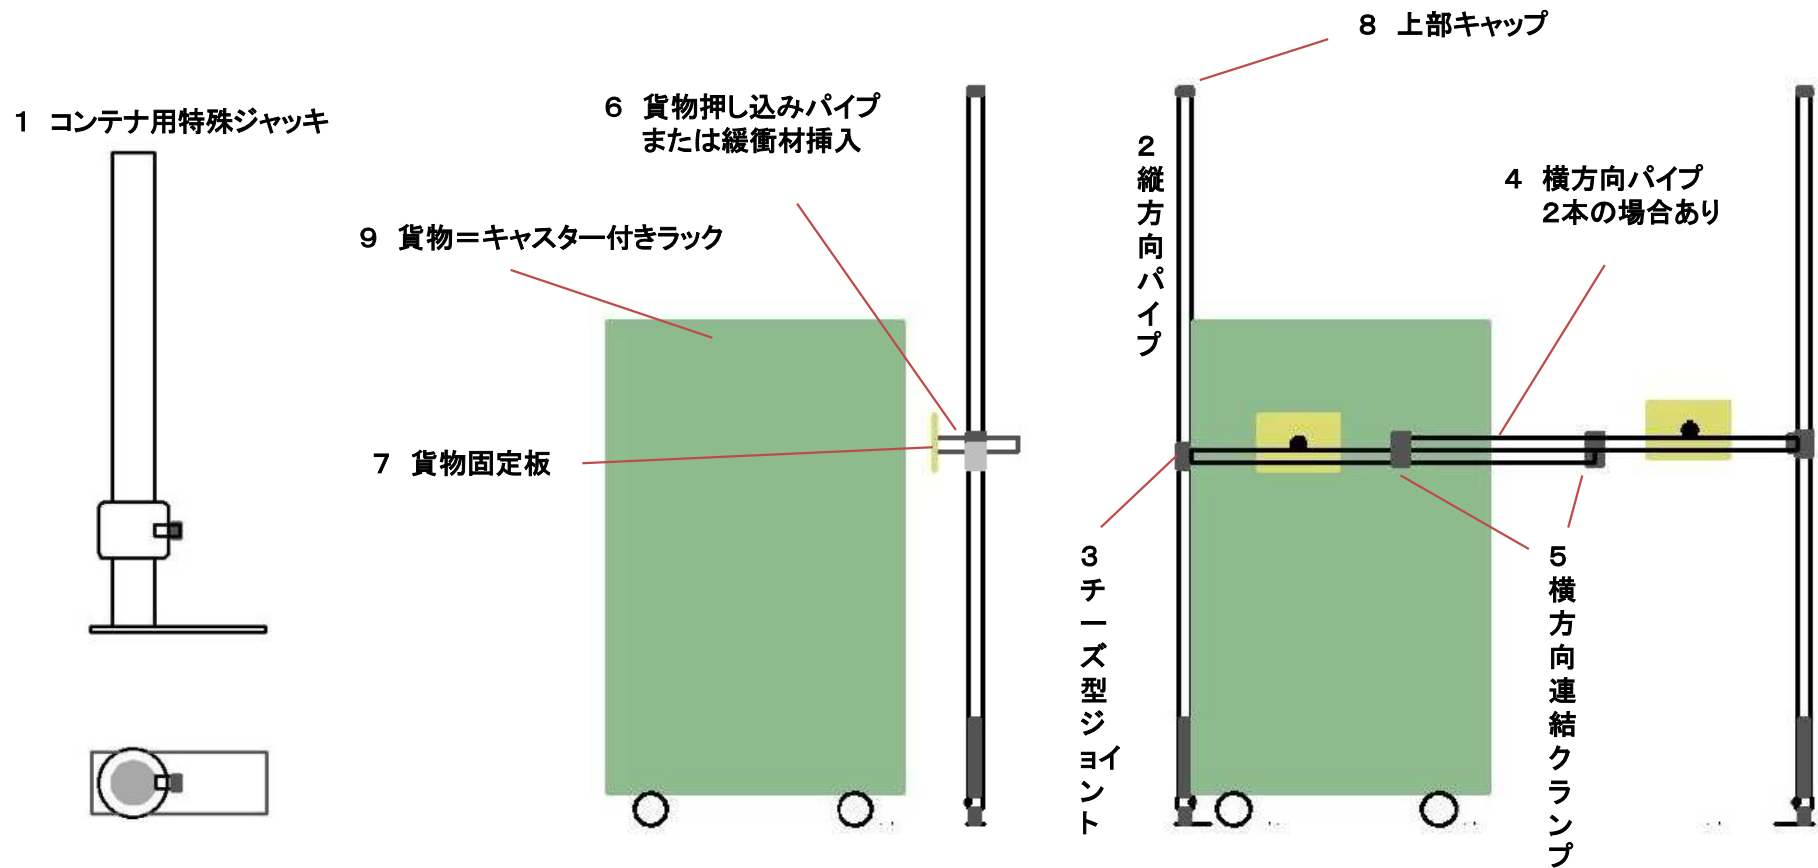 8 上部キャップ
1 コンテナ用特殊ジャッキ
6 貨物押し込みパイプ
または緩衝材挿入
2縦方向パイプ
4 横方向パイプ
2本の場合あり
9 貨物=キャスター付きラック
7 貨物固定板
3チーズ型ジョイント
5横方向連結クランプ